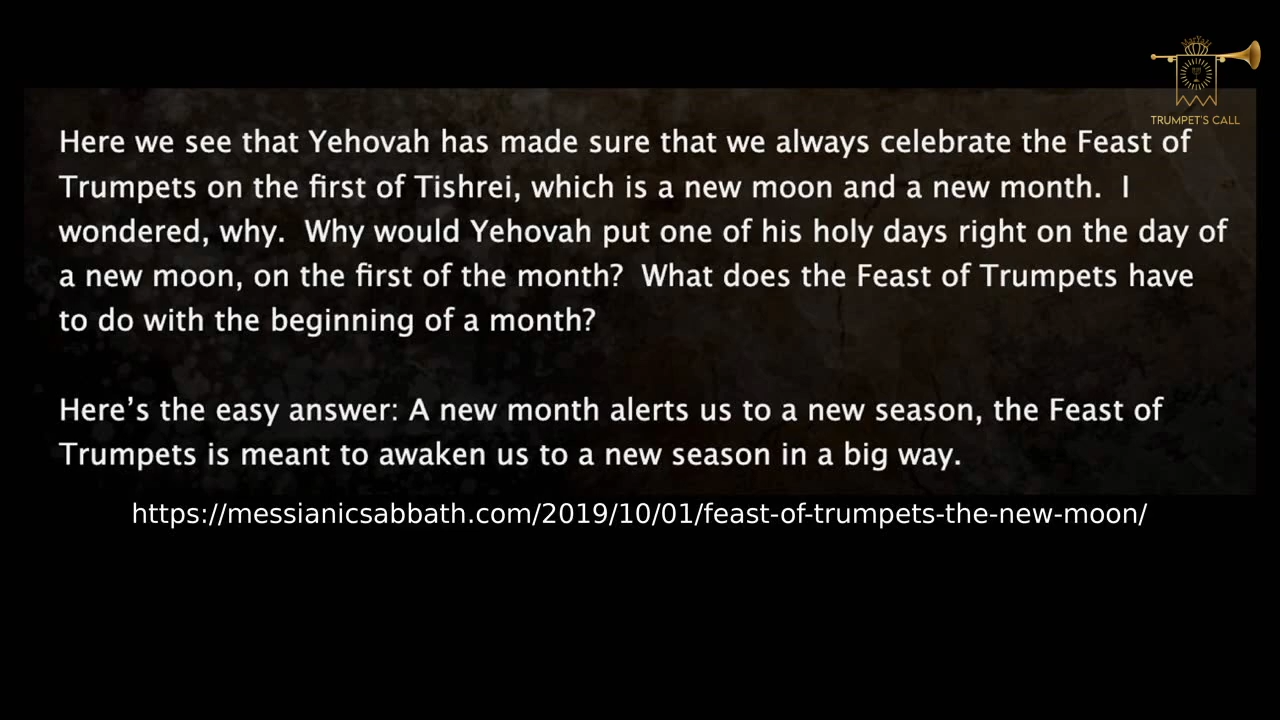 TRUMPET'S CALL
Here we see that Yehovah has made sure that we always celebrate the Feast of
Trumpets on the first of Tishrei, which is a new moon and a new month.  I
wondered, why.  Why would Yehovah put one of his holy days right on the day of
a new moon, on the first of the month?  What does the Feast of Trumpets have
to do with the beginning of a month?
Here’s the easy answer: A new month alerts us to a new season, the Feast of
Trumpets is meant to awaken us to a new season in a big way.
https://messianicsabbath.com/2019/10/01/feast-of-trumpets-the-new-moon/